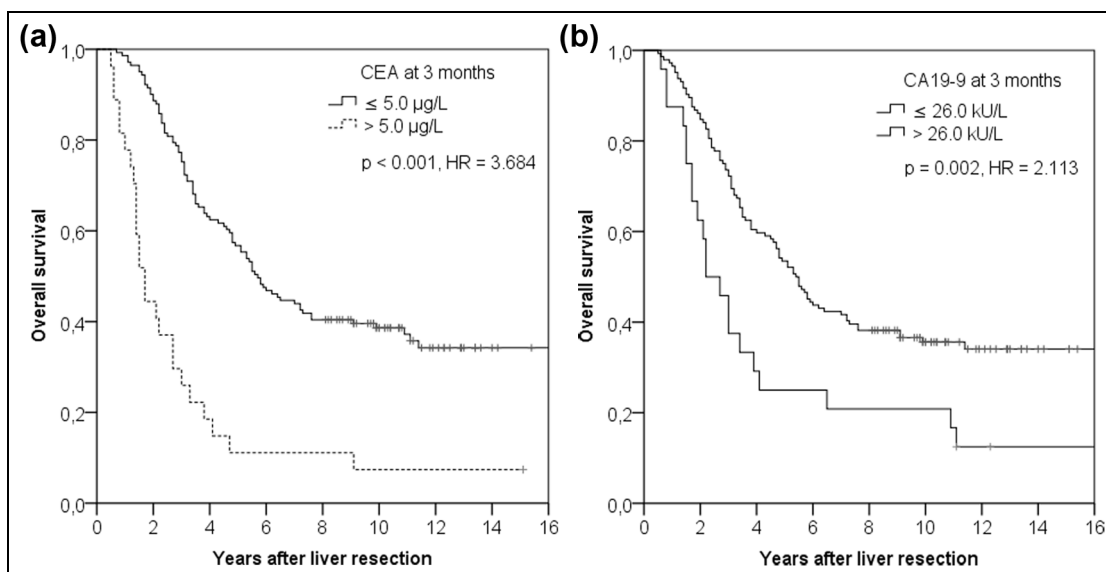 (a)
CEA at 3 months
≤ 5.0 µg/L
> 5.0 µg/L
p < 0.001, HR = 3.684
Overall survival
1,0
0,8
0,6
0,4
0,2
0,0
0 2 4 6 8 10 12 14 16
Years after liver resection
(b)
CA19-9 at 3 months
≤ 26.0 kU/L
> 26.0 kU/L
p = 0.002, HR = 2.113
Overall survival
1,0
0,8
0,6
0,4
0,2
0,0
0 2 4 6 8 10 12 14 16
Years after liver resection